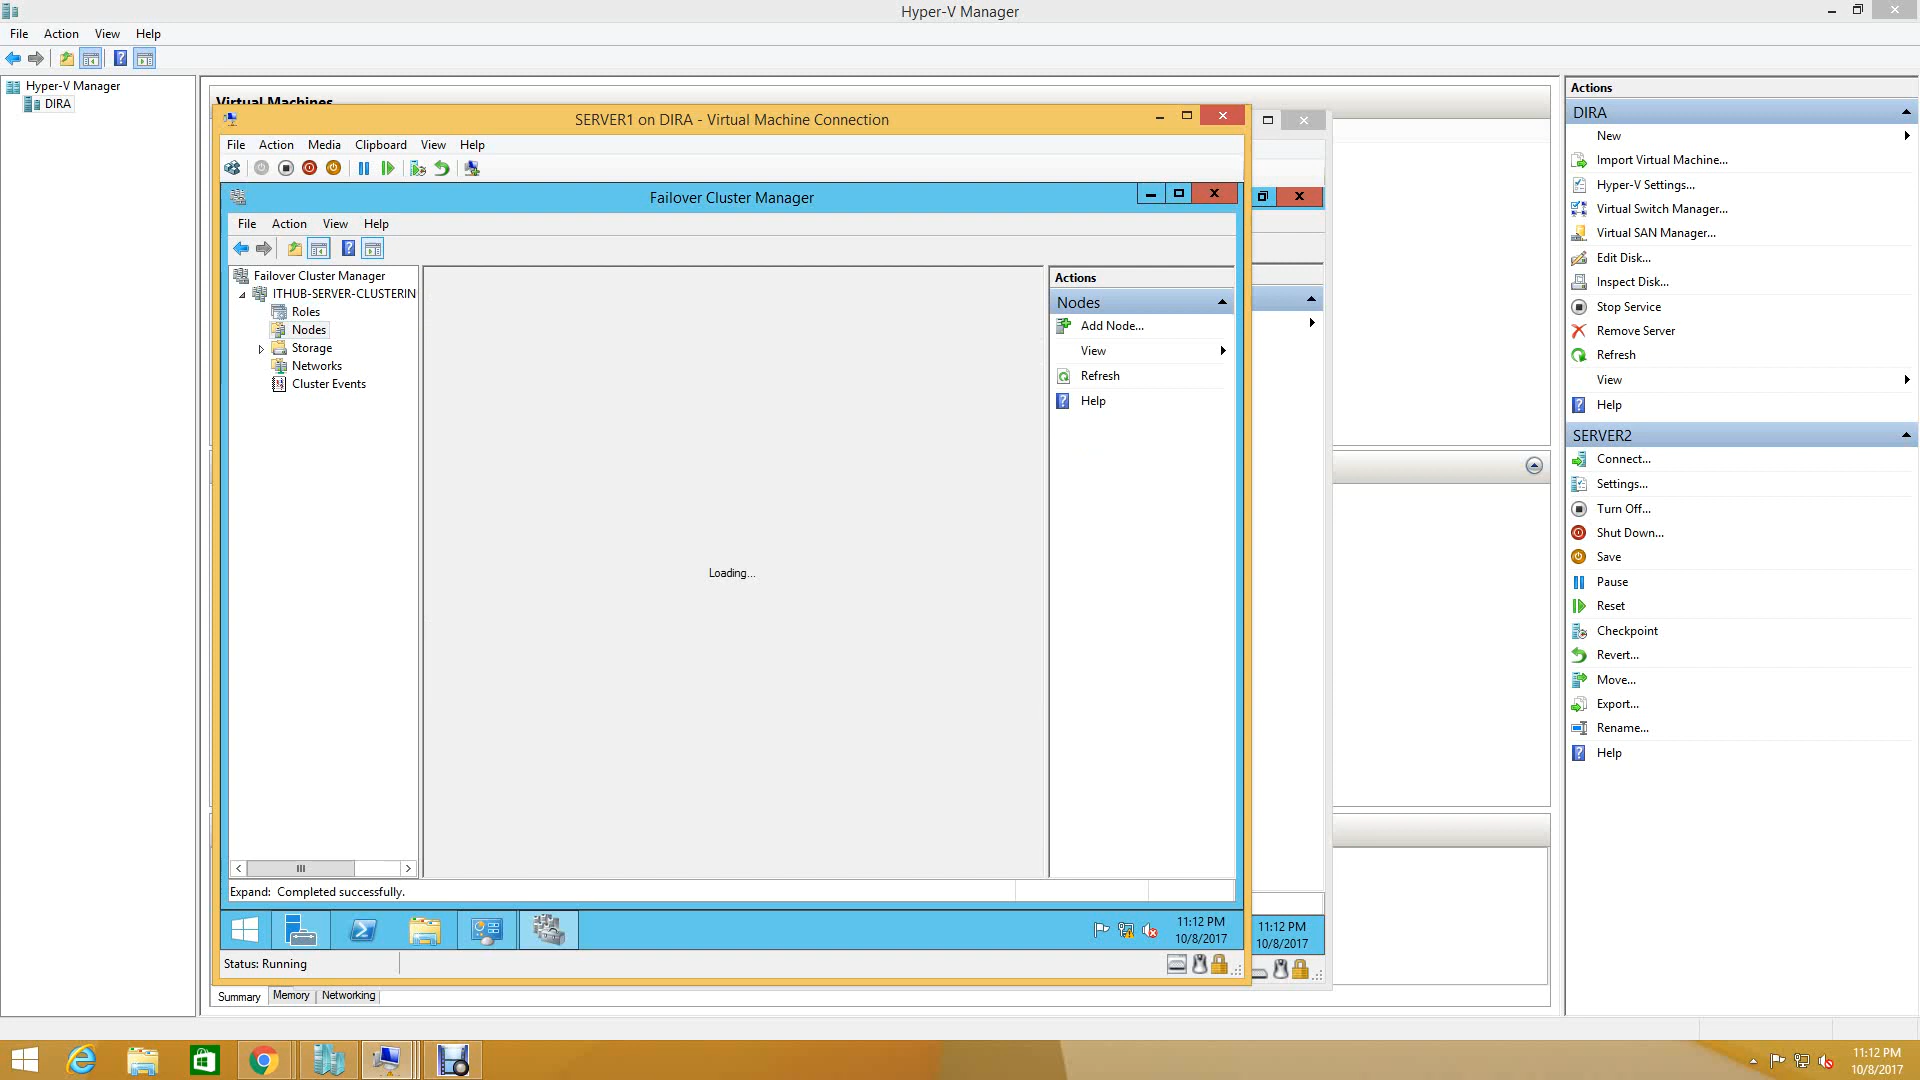 Hyper-V Manager
File Action View Help
Hyper-V Manager
DIRA
Virtual Machines
SERVER1 on DIRA - Virtual Machine Connection
File Action Media Clipboard View Help
Failover Cluster Manager
File Action View Help
Failover Cluster Manager
ITHUB-SERVER-CLUSTERIN
Roles
Nodes
Storage
Networks
Cluster Events
Loading...
Actions
Nodes
Add Node...
View
Refresh
Help
Expand: Completed successfully.
11:12 PM
10/8/2017
Status: Running
11:12 PM
10/8/2017
Summary Memory Networking
Actions
DIRA
New
Import Virtual Machine...
Hyper-V Settings...
Virtual Switch Manager...
Virtual SAN Manager...
Edit Disk...
Inspect Disk...
Stop Service
Remove Server
Refresh
View
Help
SERVER2
Connect...
Settings...
Turn Off...
Shut Down...
Save
Pause
Reset
Checkpoint
Revert...
Move...
Export...
Rename...
Help
11:12 PM
10/8/2017